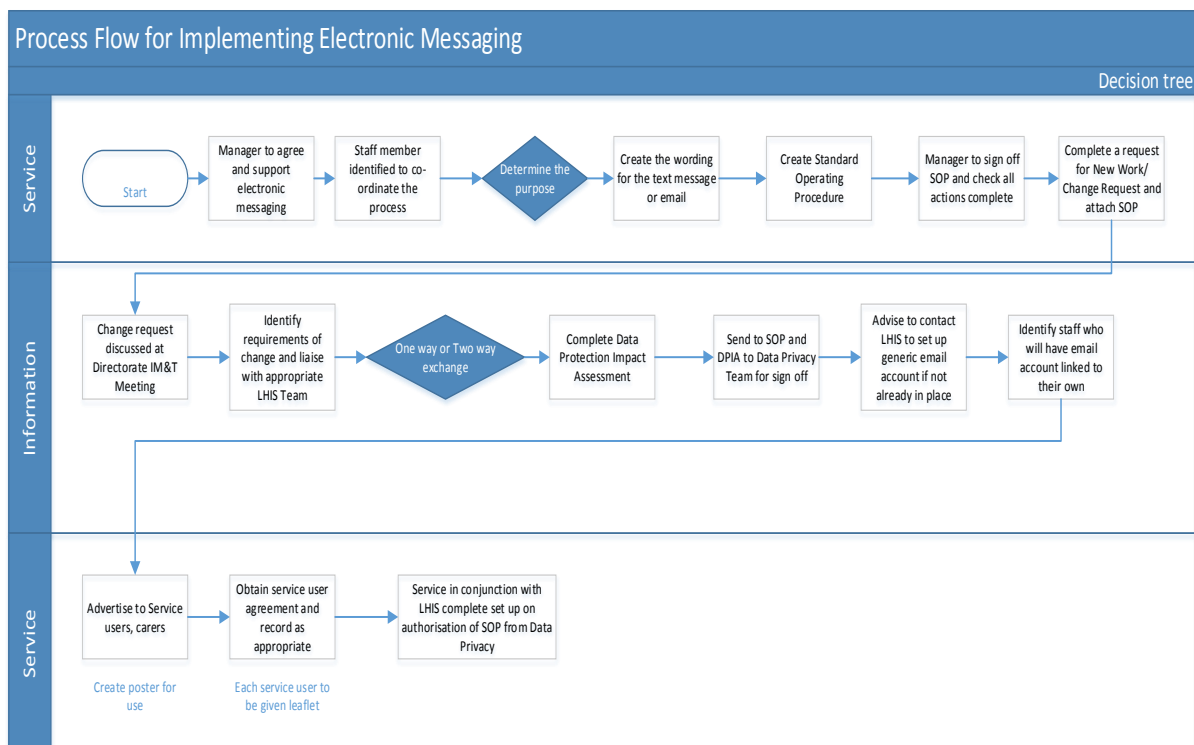 Process Flow for Implementing Electronic Messaging
Decision tree
Service
Start
Manager to agree
and support
electronic
messaging
Staff member
identified to co-
ordinate the
process
Determine the
purpose
Create the wording
for the text message
or email
Create Standard
Operating
Procedure
Manager to sign off
SOP and check all
actions complete
Complete a request
for New Work/
Change Request and
attach SOP
Information
Change request
discussed at
Directorate IM&T
Meeting
Identify
requirements of
change and liaise
with appropriate
LHIS Team
One way or Two way
exchange
Complete Data
Protection Impact
Assessment
Send to SOP and
DPIA to Data Privacy
Team for sign off
Advise to contact
LHIS to set up
generic email
account if not
already in place
Identify staff who
will have email
account linked to
their own
Service
Advertise to Service
users, carers
Obtain service user
agreement and
record as
appropriate
Service in conjunction with
LHIS complete set up on
authorisation of SOP from Data
Privacy
Create poster for
use
Each service user to
be given leaflet